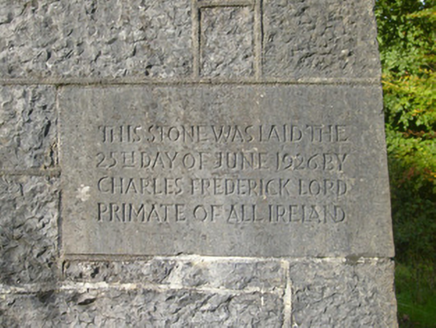 THIS STONE WAS LAID THE
25TH DAY OF JUNE 1926 BY
CHARLES FREDERICK LORD
PRIMATE OF ALL IRELAND